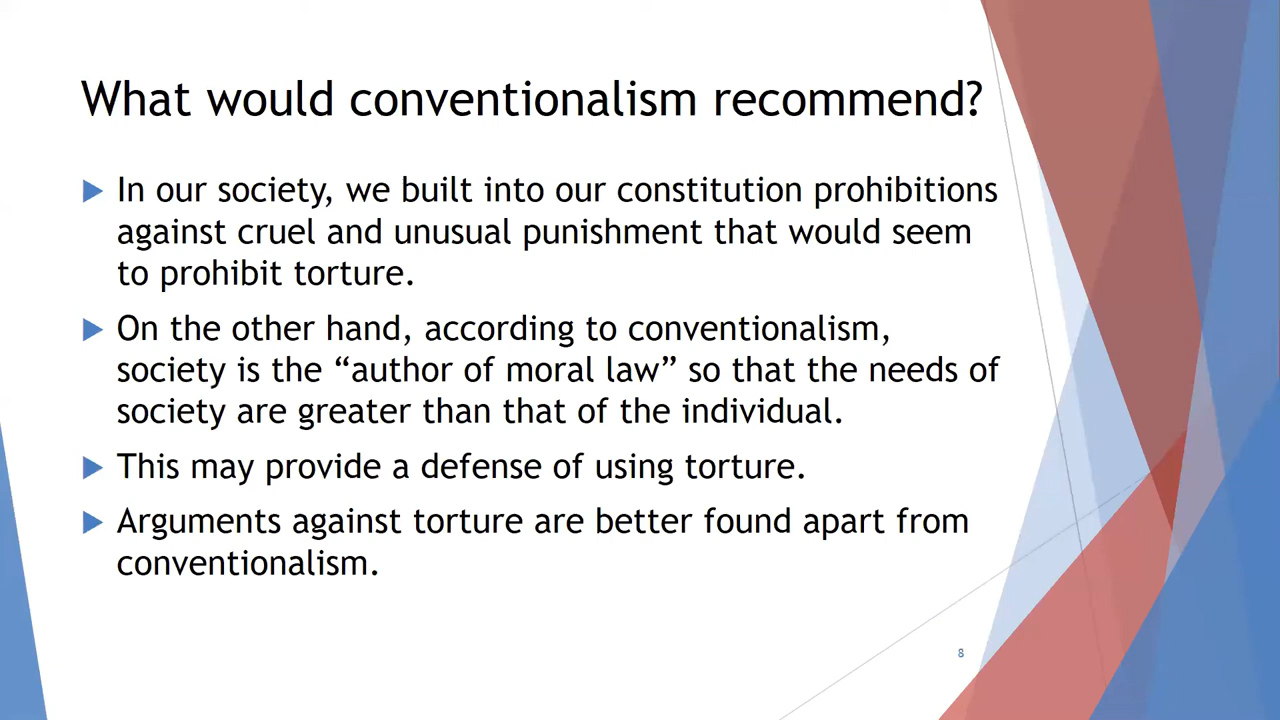 What would conventionalism recommend?
In our society, we built into our constitution prohibitions
against cruel and unusual punishment that would seem
to prohibit torture.
On the other hand, according to conventionalism,
society is the “author of moral law” so that the needs of
society are greater than that of the individual.
This may provide a defense of using torture.
Arguments against torture are better found apart from
conventionalism.
8